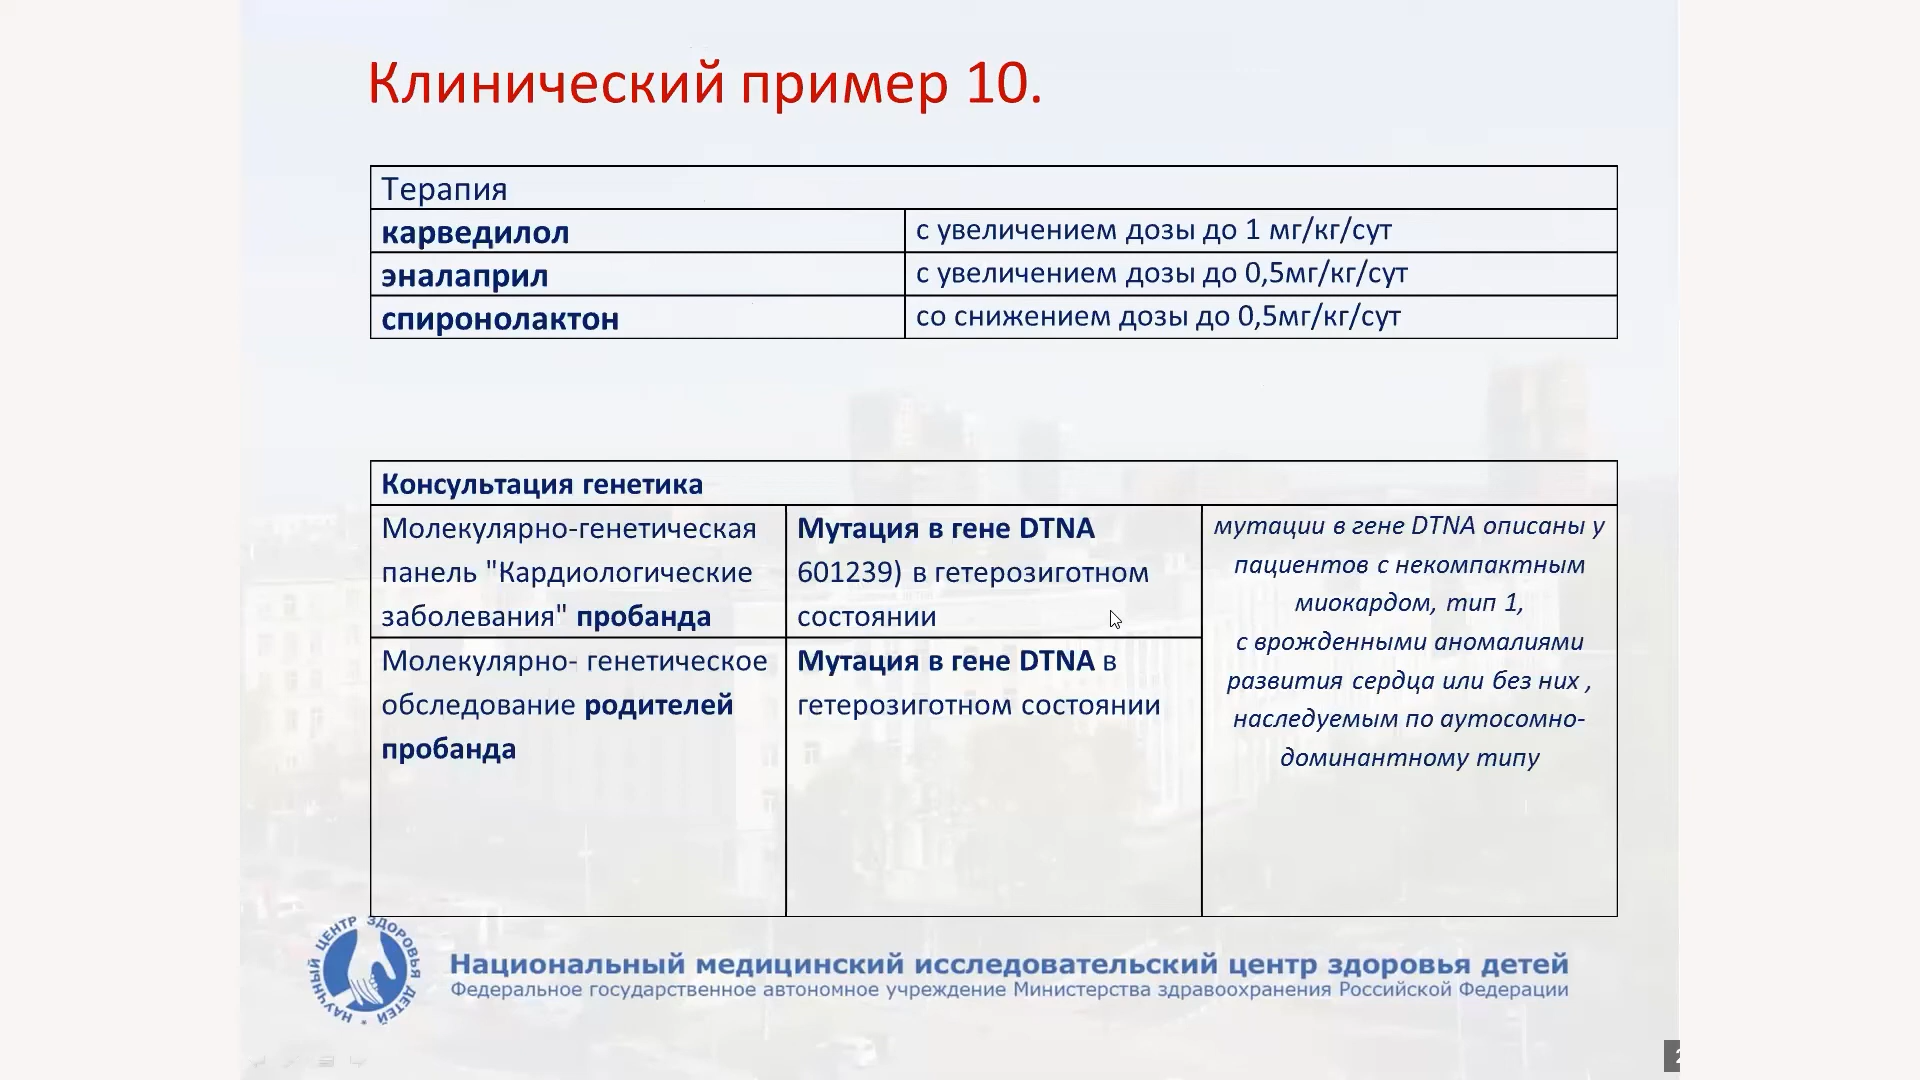 Клинический пример 10.
Терапия
карведилол
с увеличением дозы до 1 мг/кг/сут
эналаприл
с увеличением дозы до 0,5мг/кг/сут
спиронолактон
со снижением дозы до 0,5мг/кг/сут
Консультация генетика
Молекулярно-генетическая
панель "Кардиологические
заболевания" пробанда
Мутация в гене DTNA
601239) в гетерозиготном
состоянии
мутации в гене DTNA описаны у
пациентов с некомпактным
миокардом, тип 1,
с врожденными аномалиями
развития сердца или без них ,
наследуемым по аутосомно-
доминантному типу
Молекулярно- генетическое
обследование родителей
пробанда
Мутация в гене DTNA в
гетерозиготном состоянии
НАУЧНЫЙ ЦЕНТР ЗДОРОВЬЯ ДЕТЕЙ *
Национальный медицинский исследовательский центр здоровья детей
Федеральное государственное автономное учреждение Министерства здравоохранения Российской Федерации